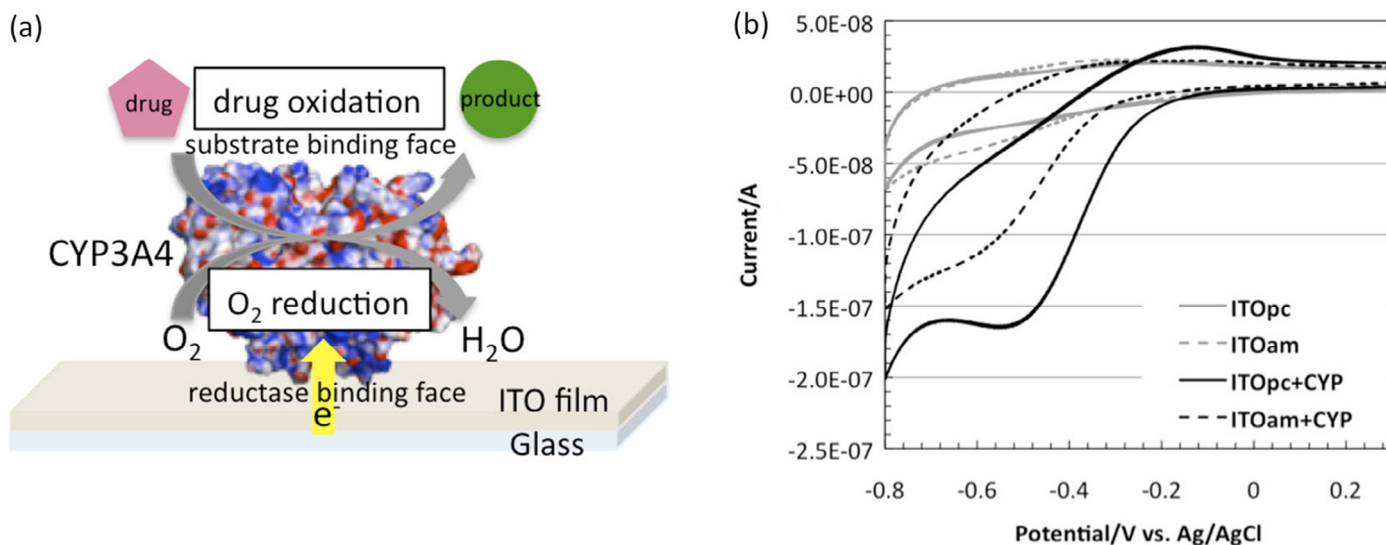 (a)
drug
drug oxidation
product
substrate binding face
CYP3A4
O₂ reduction
O₂
H₂O
reductase binding face
e⁻
ITO film
Glass
(b)
5.0E-08
0.0E+00
-5.0E-08
-1.0E-07
-1.5E-07
-2.0E-07
-2.5E-07
Current/A
ITOpc
ITOam
ITOpc+CYP
ITOam+CYP
-0.8 -0.6 -0.4 -0.2 0 0.2
Potential/V vs. Ag/AgCl